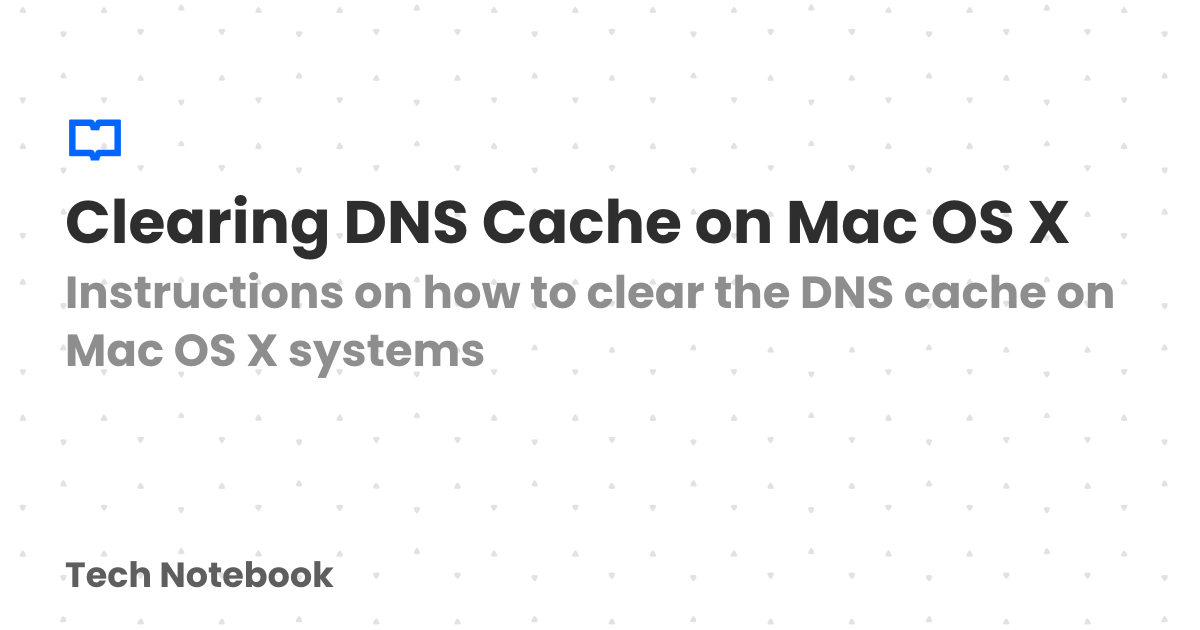 Clearing DNS Cache on Mac OS X
Instructions on how to clear the DNS cache on
Mac OS X systems
Tech Notebook